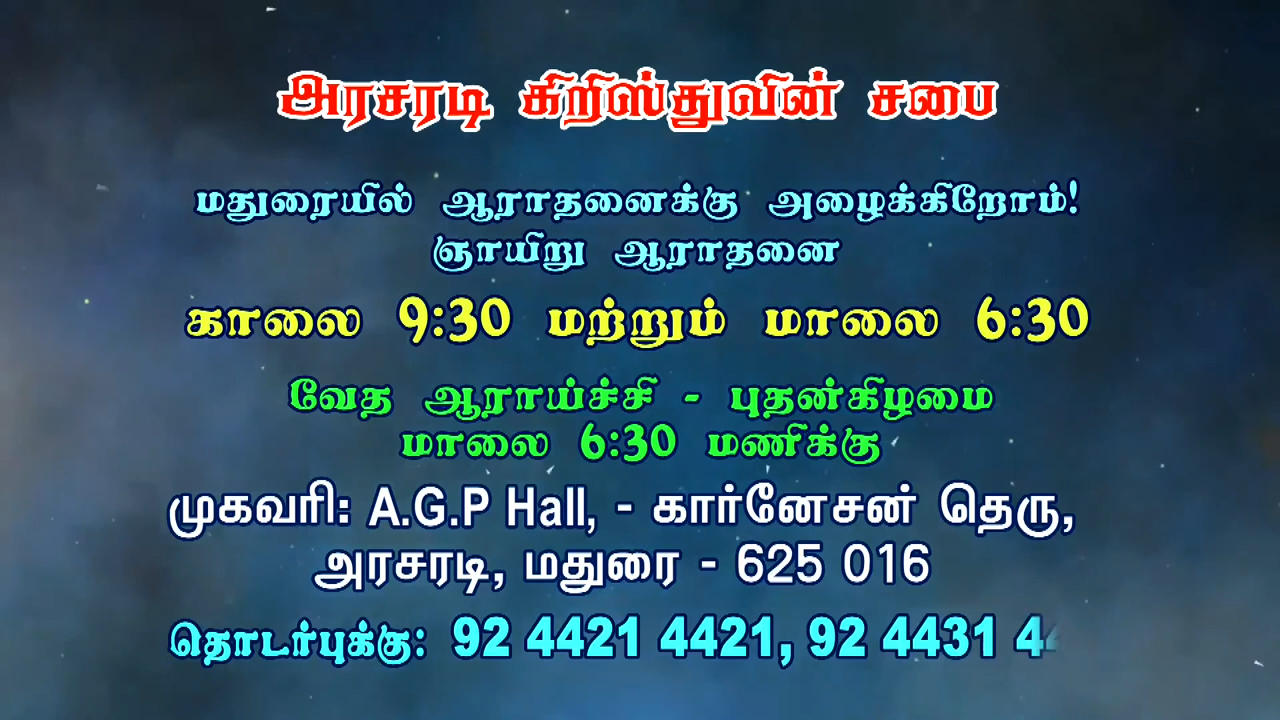 அரசரடி கிறிஸ்துவின் சபை
மதுரையில் ஆராதனைக்கு அழைக்கிறோம்!
ஞாயிறு ஆராதனை
காலை 9:30 மற்றும் மாலை 6:30
வேத ஆராய்ச்சி - புதன்கிழமை
மாலை 6:30 மணிக்கு
முகவரி: A.G.P Hall, - கார்னேசன் தெரு,
அரசரடி, மதுரை - 625 016
தொடர்புக்கு: 92 4421 4421, 92 4431